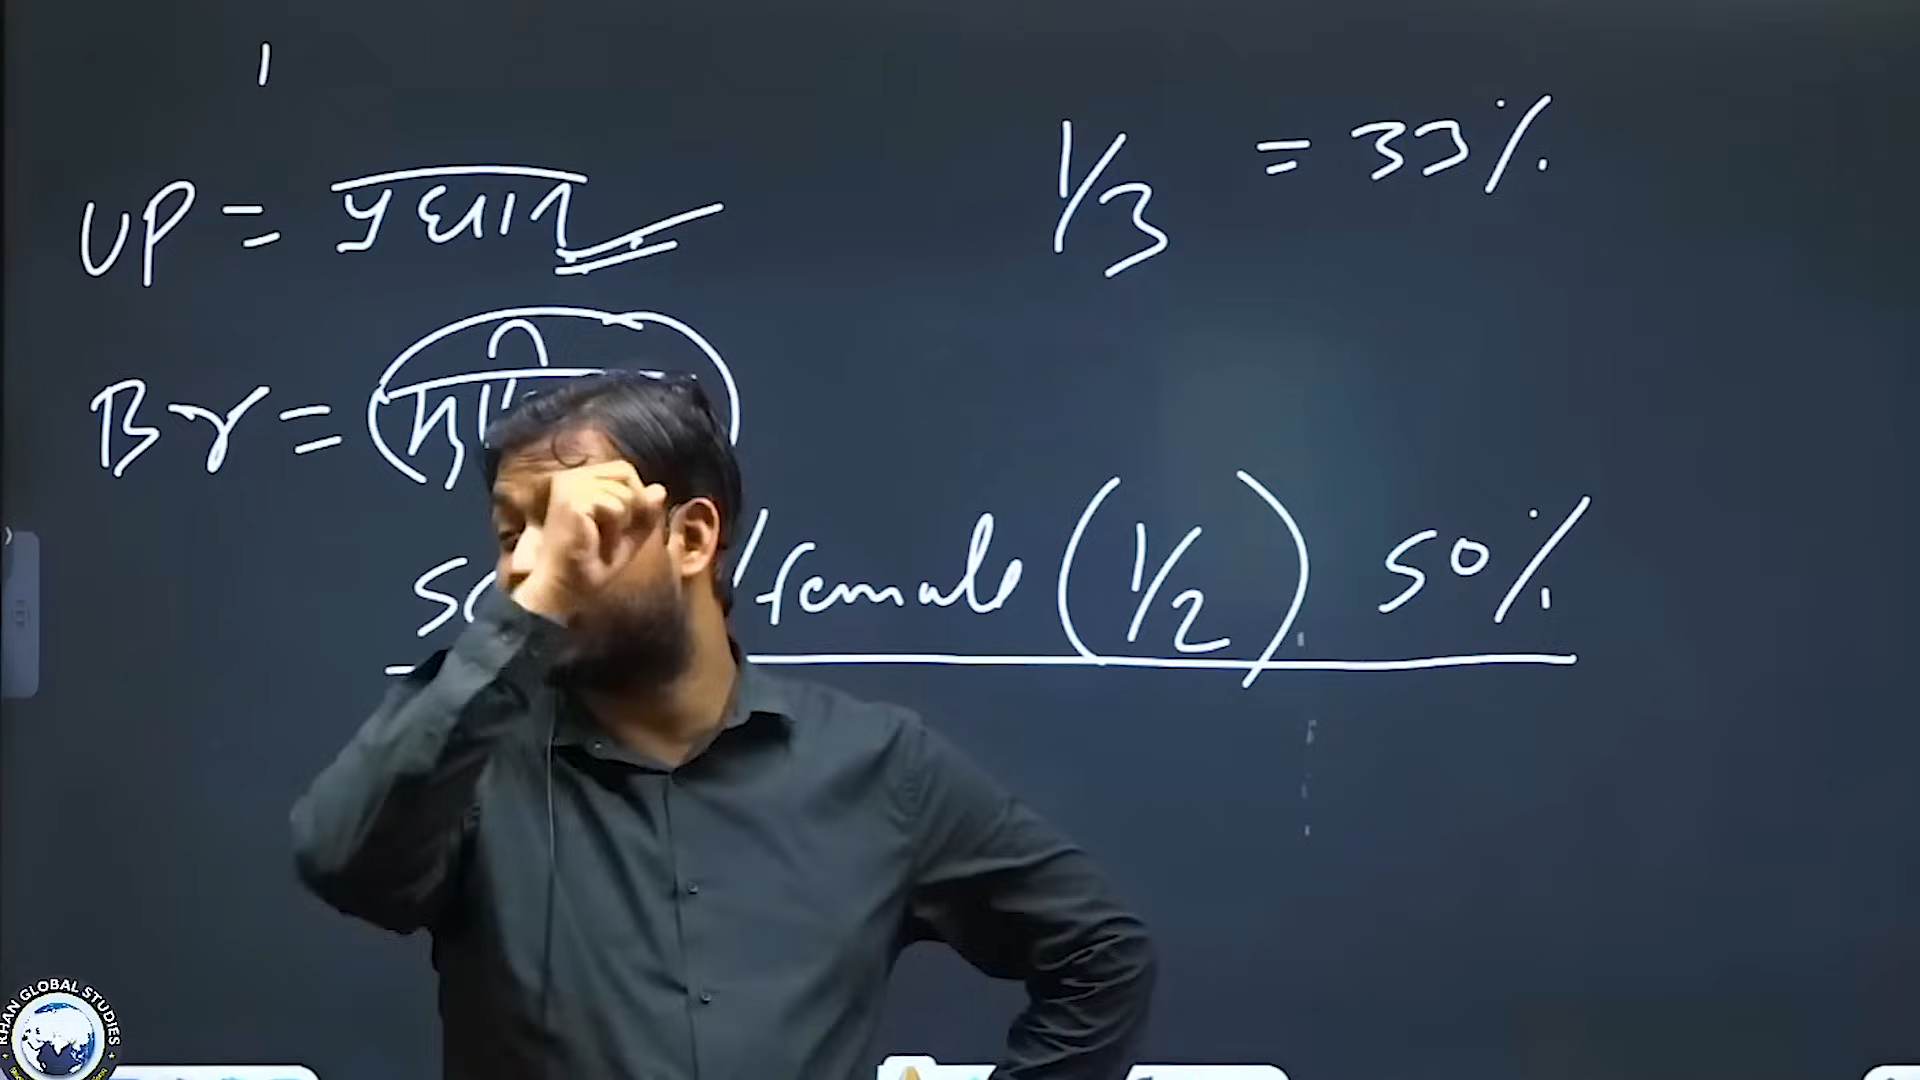 1
UP = प्रधान
1/3 = 33%
Br =
female (1/2) 50%
KHAN GLOBAL STUDIES